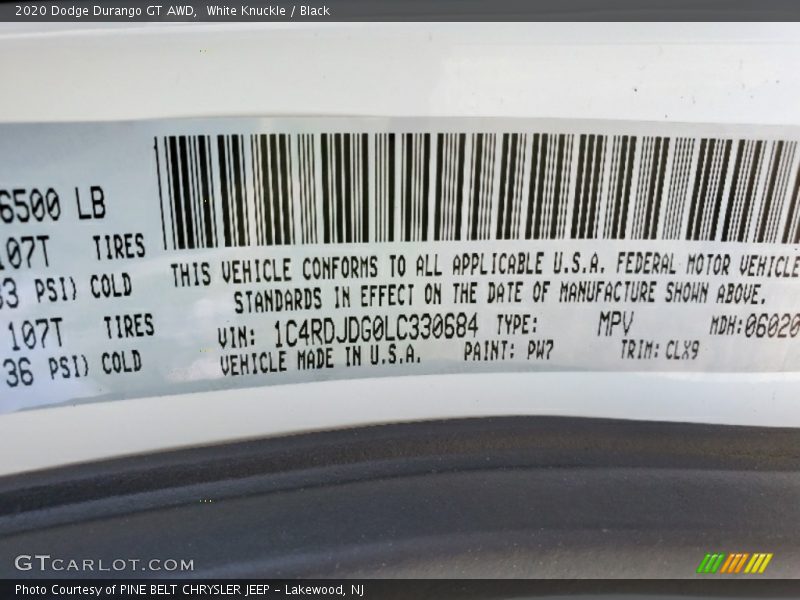 2020 Dodge Durango GT AWD,  White Knuckle / Black
6500 LB
107T TIRES
33 PSI) COLD
107T TIRES
36 PSI) COLD
THIS VEHICLE CONFORMS TO ALL APPLICABLE U.S.A. FEDERAL MOTOR VEHICLE
STANDARDS IN EFFECT ON THE DATE OF MANUFACTURE SHOWN ABOVE.
VIN: 1C4RDJDG0LC330684 TYPE: MPV MDH:06020
VEHICLE MADE IN U.S.A. PAINT: PW7 TRIM: CLX9
GTCARLOT.COM
Photo Courtesy of PINE BELT CHRYSLER JEEP - Lakewood, NJ